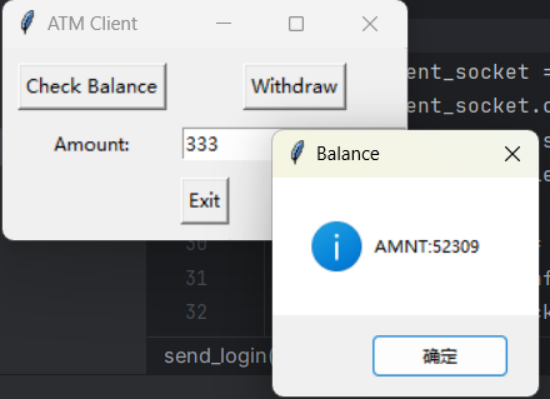 ATM Client
Check Balance
Withdraw
Amount:
333
Exit
Balance
AMNT:52309
确定
ent_socket =
ent_socket.c
30
31
32
send_login(